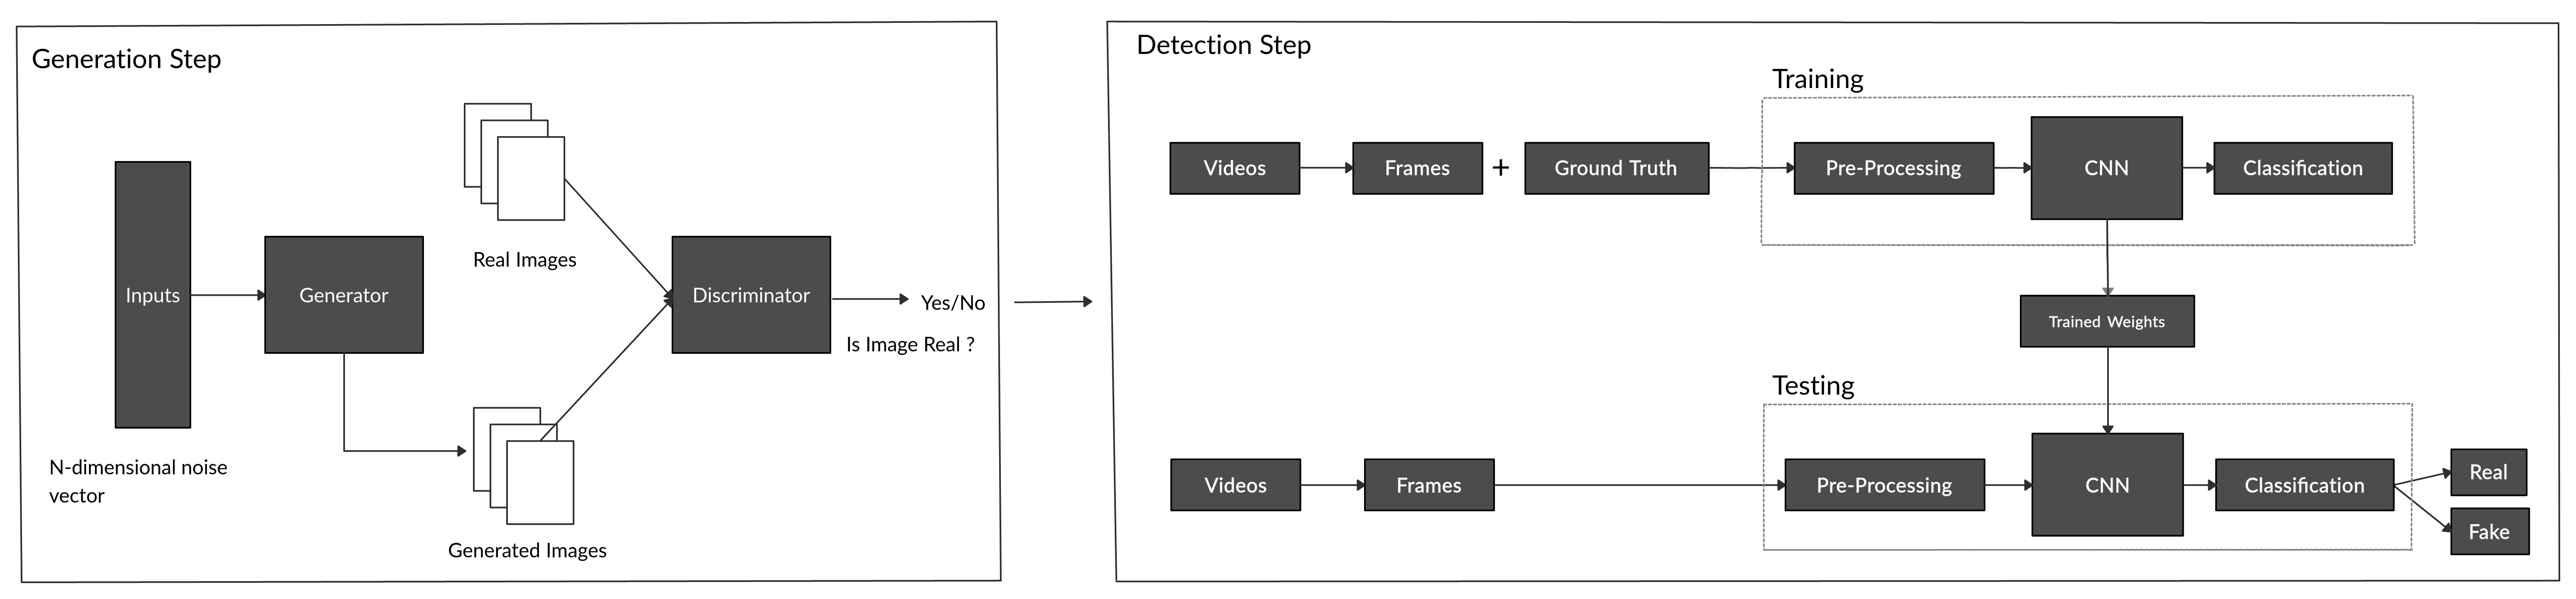 Generation Step
Real Images
Inputs
Generator
Discriminator
Yes/No
Is Image Real ?
N-dimensional noise
vector
Generated Images
Detection Step
Training
Videos
Frames
+
Ground Truth
Pre-Processing
CNN
Classification
Trained Weights
Testing
Videos
Frames
Pre-Processing
CNN
Classification
Real
Fake